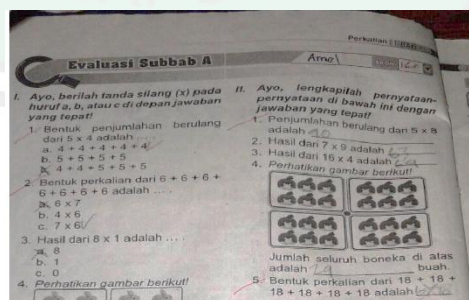 Perkalian
Evaluasi Subbab A
Amel
I. Ayo, berilah tanda silang (x) pada
huruf a, b, atau c di depan jawaban
yang tepat!
1. Bentuk penjumlahan berulang
dari 5 x 4 adalah ....
a. 4 + 4 + 4 + 4 + 4
b. 5 + 5 + 5 + 5
4 + 4 + 5 + 5 + 5
2. Bentuk perkalian dari 6 + 6 + 6 +
6 + 6 + 6 + 6 adalah ....
a. 6 x 7
b. 4 x 6
c. 7 x 6
3. Hasil dari 8 x 1 adalah ....
a. 8
b. 1
c. 0
4. Perhatikan gambar berikut!
II. Ayo, lengkapilah pernyataan-
pernyataan di bawah ini dengan
jawaban yang tepat!
1. Penjumlahan berulang dari 5 x 8
adalah
2. Hasil dari 7 x 9 adalah 63
3. Hasil dari 16 x 4 adalah
4. Perhatikan gambar berikut!
Jumlah seluruh boneka di atas
adalah buah.
5. Bentuk perkalian dari 18 + 18 +
18 + 18 + 18 + 18 adalah